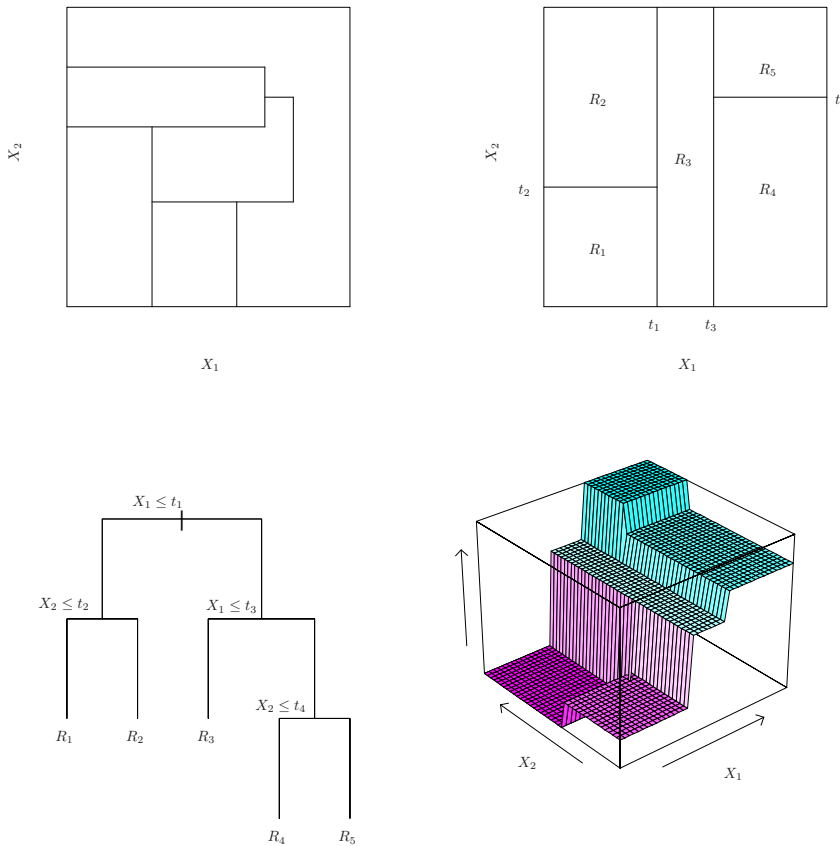 X₂
X₁
R₅
R₂
t
X₂
R₃
t₂
R₄
R₁
t₁
t₃
X₁
X₁ ≤ t₁
X₂ ≤ t₂
X₁ ≤ t₃
X₂ ≤ t₄
R₁
R₂
R₃
R₄
R₅
X₂
X₁